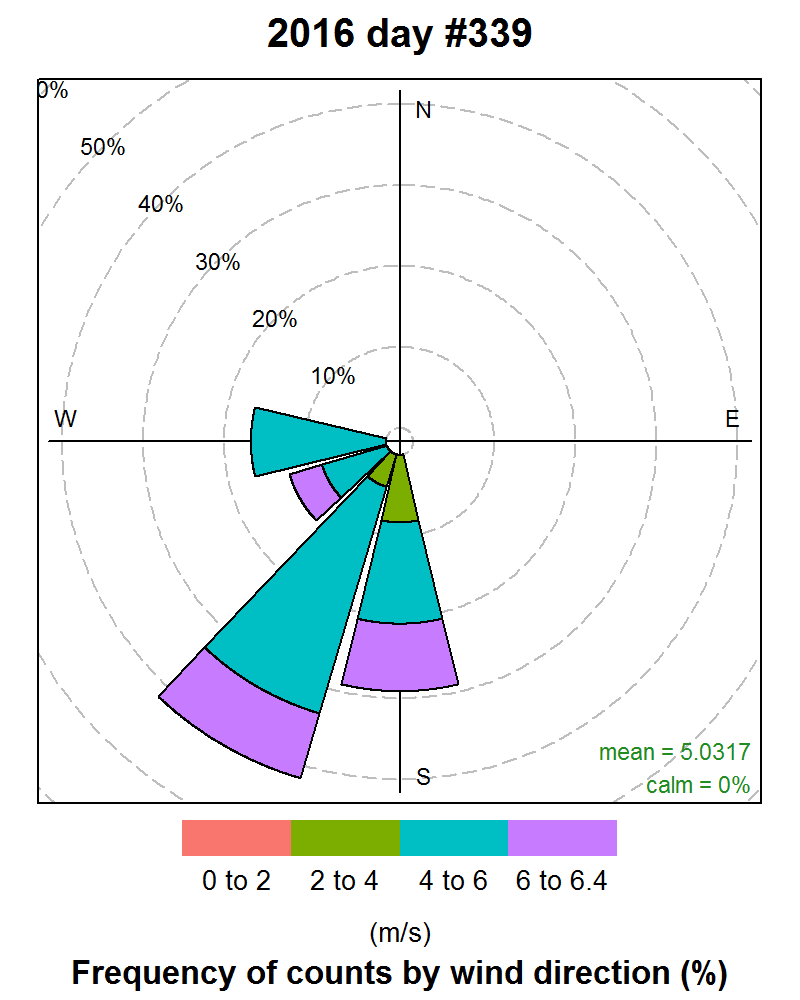 2016 day #339
0%
N
50%
40%
30%
20%
10%
W
E
S
mean = 5.0317
calm = 0%
0 to 2 2 to 4 4 to 6 6 to 6.4
(m/s)
Frequency of counts by wind direction (%)